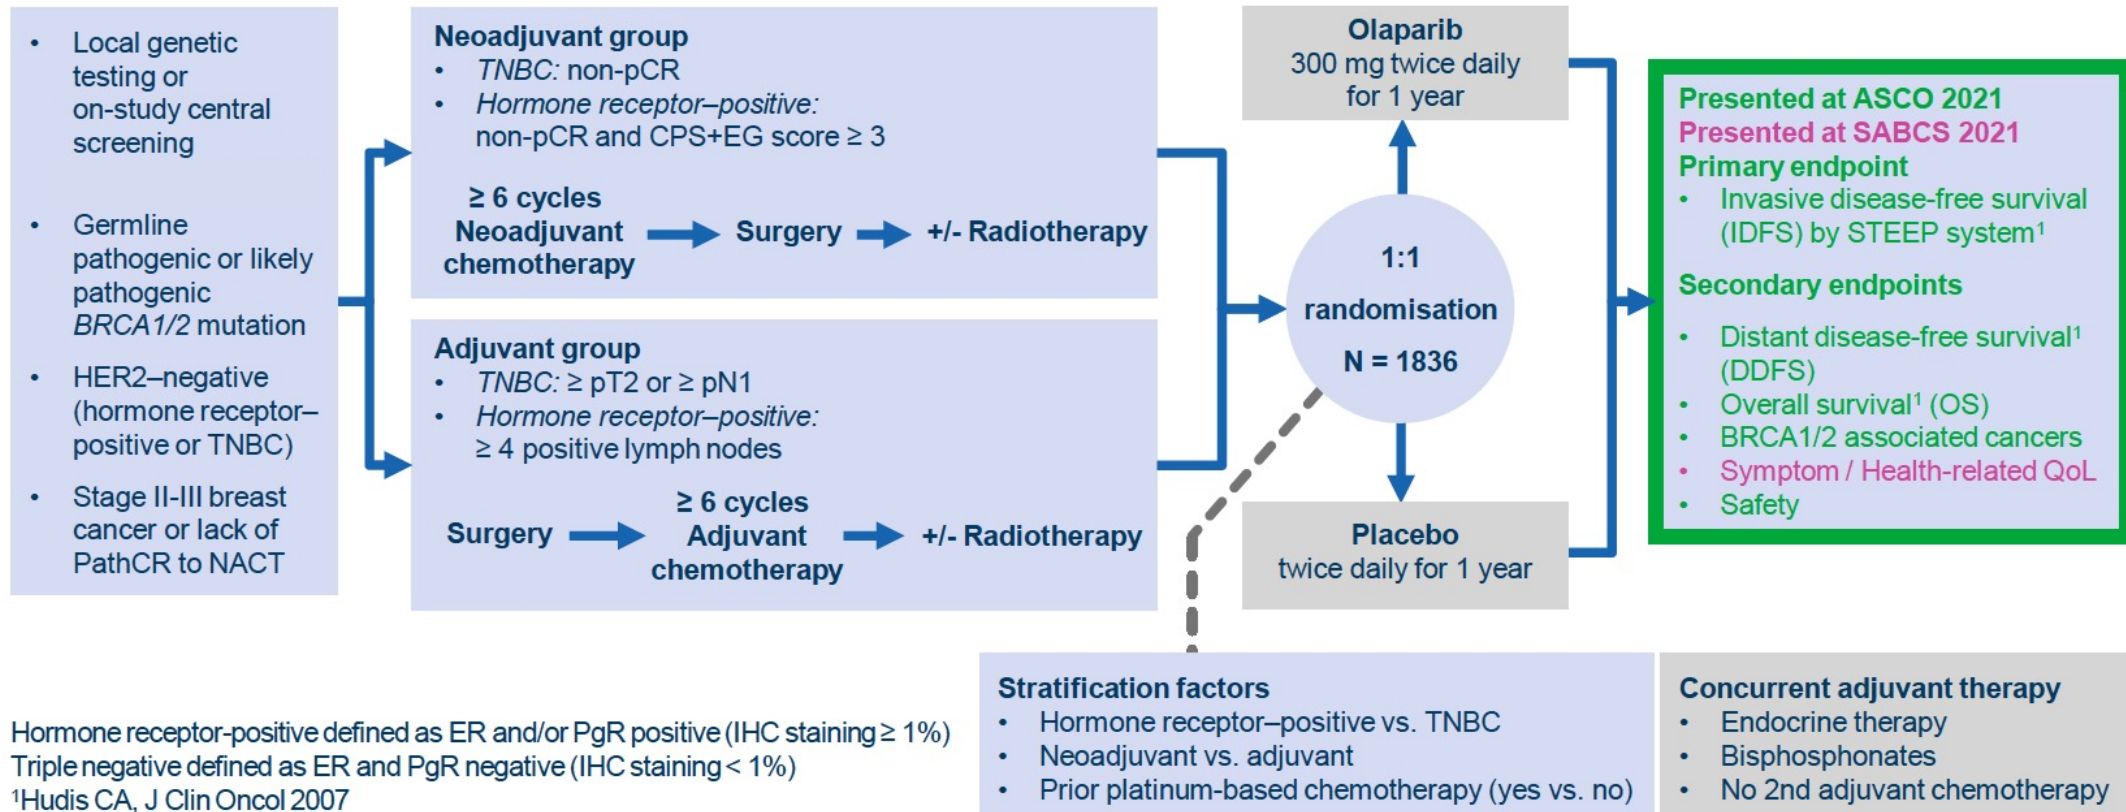 • Local genetic
testing or
on-study central
screening
• Germline
pathogenic or likely
pathogenic
BRCA1/2 mutation
• HER2–negative
(hormone receptor–
positive or TNBC)
• Stage II-III breast
cancer or lack of
PathCR to NACT
Neoadjuvant group
• TNBC: non-pCR
• Hormone receptor–positive:
non-pCR and CPS+EG score ≥ 3
≥ 6 cycles
Neoadjuvant
chemotherapy
Surgery
+/- Radiotherapy
Adjuvant group
• TNBC: ≥ pT2 or ≥ pN1
• Hormone receptor–positive:
≥ 4 positive lymph nodes
Surgery
≥ 6 cycles
Adjuvant
chemotherapy
+/- Radiotherapy
1:1
randomisation
N = 1836
Olaparib
300 mg twice daily
for 1 year
Placebo
twice daily for 1 year
Presented at ASCO 2021
Presented at SABCS 2021
Primary endpoint
• Invasive disease-free survival
(IDFS) by STEEP system¹
Secondary endpoints
• Distant disease-free survival¹
(DDFS)
• Overall survival¹ (OS)
• BRCA1/2 associated cancers
• Symptom / Health-related QoL
• Safety
Stratification factors
• Hormone receptor–positive vs. TNBC
• Neoadjuvant vs. adjuvant
• Prior platinum-based chemotherapy (yes vs. no)
Concurrent adjuvant therapy
• Endocrine therapy
• Bisphosphonates
• No 2nd adjuvant chemotherapy
Hormone receptor-positive defined as ER and/or PgR positive (IHC staining ≥ 1%)
Triple negative defined as ER and PgR negative (IHC staining < 1%)
¹Hudis CA, J Clin Oncol 2007